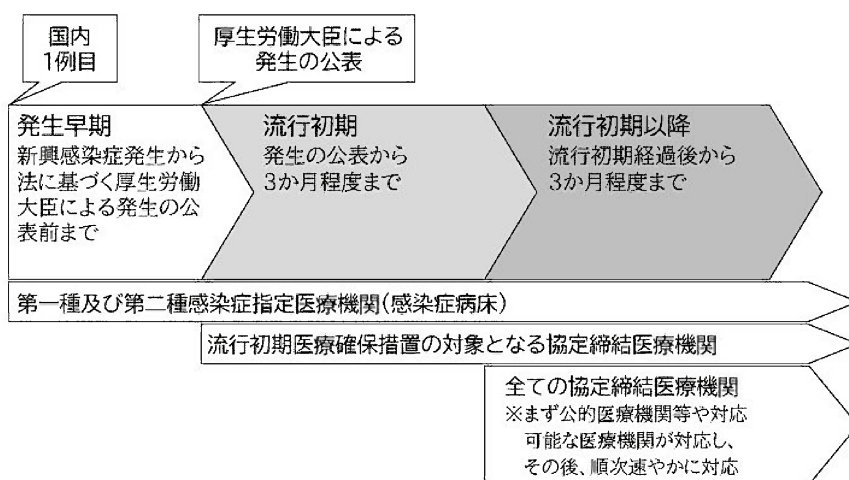 国内
1例目
厚生労働大臣による
発生の公表
発生早期
新興感染症発生から
法に基づく厚生労働
大臣による発生の公
表前まで
流行初期
発生の公表から
3か月程度まで
流行初期以降
流行初期経過後から
3か月程度まで
第一種及び第二種感染症指定医療機関(感染症病床)
流行初期医療確保措置の対象となる協定締結医療機関
全ての協定締結医療機関
※まず公的医療機関等や対応
可能な医療機関が対応し、
その後、順次速やかに対応